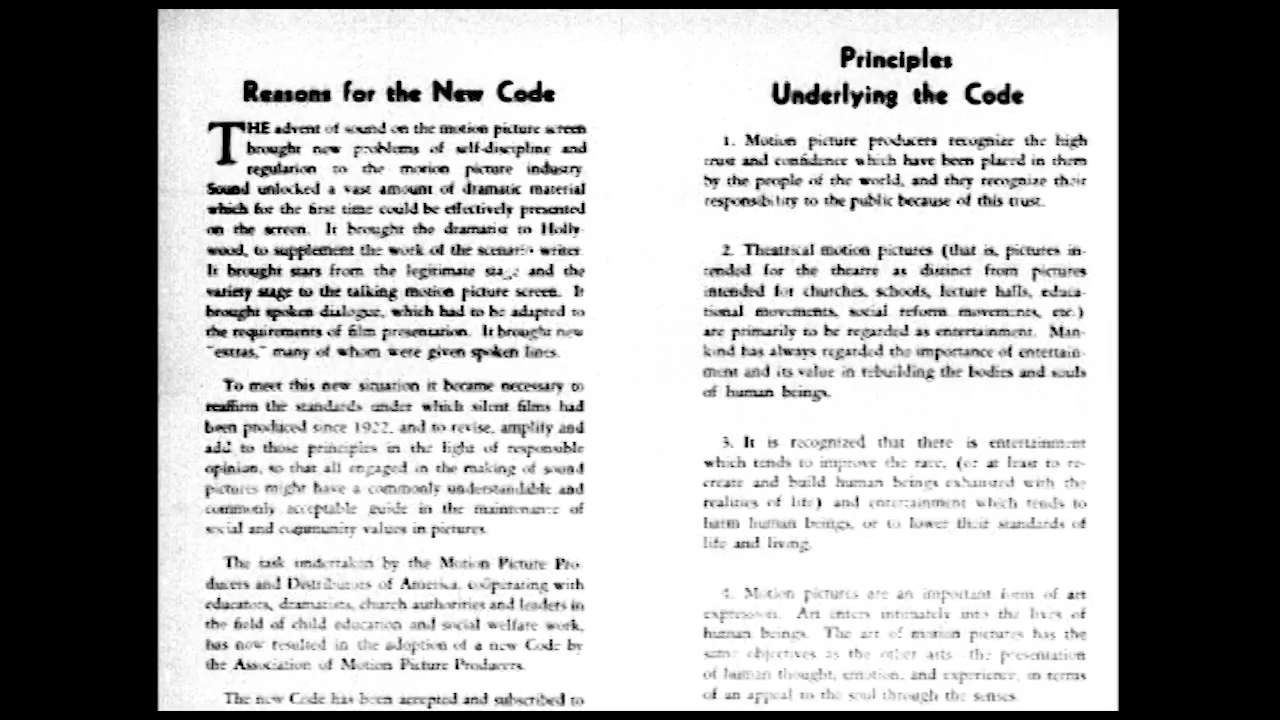 Reasons for the New Code
THE advent of sound on the motion picture screen
brought new problems of self-discipline and
regulation to the motion picture industry.
Sound unlocked a vast amount of dramatic material
which for the first time could be effectively presented
on the screen. It brought the dramatist to Holly-
wood, to supplement the work of the scenario writer.
It brought stars from the legitimate stage and the
variety stage to the talking motion picture screen. It
brought spoken dialogue, which had to be adapted to
the requirements of film presentation. It brought new
"extras," many of whom were given spoken lines.
To meet this new situation it became necessary to
reaffirm the standards under which silent films had
been produced since 1922, and to revise, amplify and
add to those principles in the light of responsible
opinion, so that all engaged in the making of sound
pictures might have a commonly understandable and
commonly acceptable guide in the maintenance of
social and community values in pictures.
The task undertaken by the Motion Picture Pro-
ducers and Distributors of America, coöperating with
educators, dramatists, church authorities and leaders in
the field of child education and social welfare work,
has now resulted in the adoption of a new Code by
the Association of Motion Picture Producers.
The new Code has been accepted and subscribed to
Principles
Underlying the Code
1. Motion picture producers recognize the high
trust and confidence which have been placed in them
by the people of the world, and they recognize their
responsibility to the public because of this trust.
2. Theatrical motion pictures (that is, pictures in-
tended for the theatre as distinct from pictures
intended for churches, schools, lecture halls, educa-
tional movements, social reform movements, etc.)
are primarily to be regarded as entertainment. Man-
kind has always regarded the importance of entertain-
ment and its value in rebuilding the bodies and souls
of human beings.
3. It is recognized that there is entertainment
which tends to improve the race, (or at least to re-
create and build human beings exhausted with the
realities of life) and entertainment which tends to
harm human beings, or to lower their standards of
life and living.
4. Motion pictures are an important form of art
expression. Art enters intimately into the lives of
human beings. The art of motion pictures has the
same objectives as the other arts—the presentation
of human thought, emotion, and experience, in terms
of an appeal to the soul through the senses.